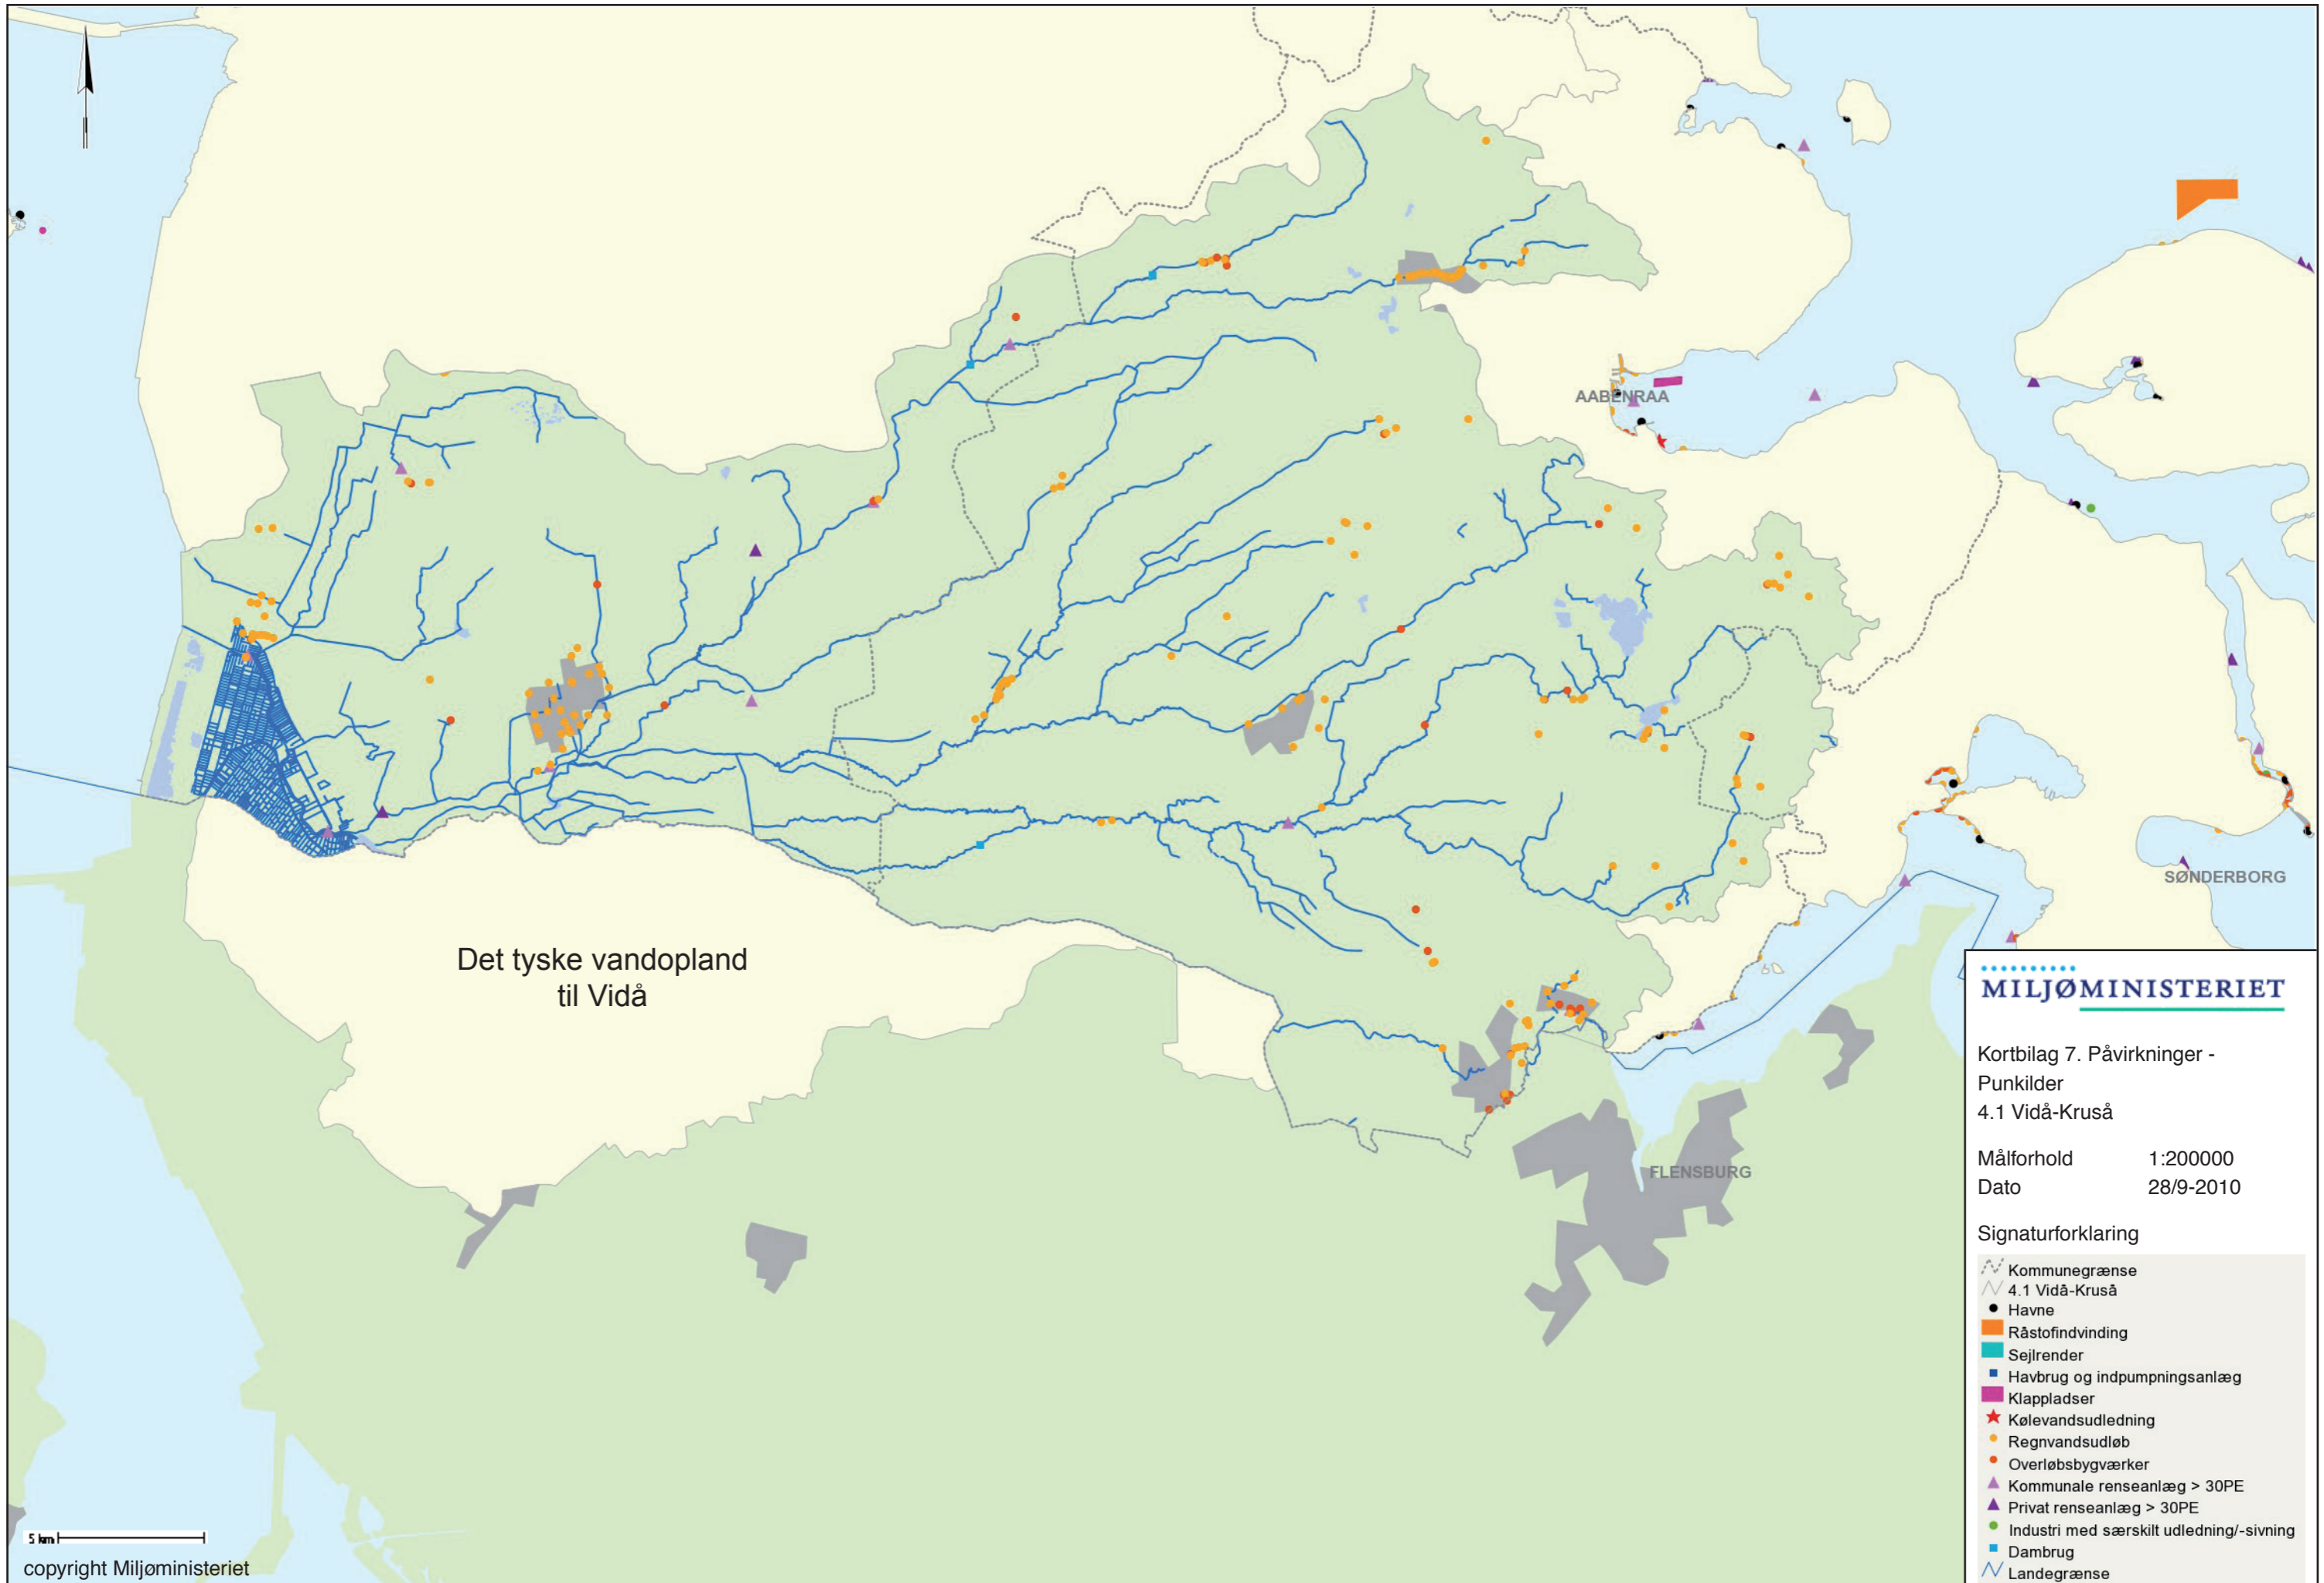 AABENRAA
SØNDERBORG
Det tyske vandopland
til Vidå
FLENSBURG
5 km
copyright Miljøministeriet
MILJØMINISTERIET
Kortbilag 7. Påvirkninger -
Punkilder
4.1 Vidå-Kruså
Målforhold 1:200000
Dato 28/9-2010
Signaturforklaring
Kommunegrænse
4.1 Vidå-Kruså
Havne
Råstofindvinding
Sejlrender
Havbrug og indpumpningsanlæg
Klappladser
Kølevandsudledning
Regnvandsudløb
Overløbsbygværker
Kommunale renseanlæg > 30PE
Privat renseanlæg > 30PE
Industri med særskilt udledning/-sivning
Dambrug
Landegrænse